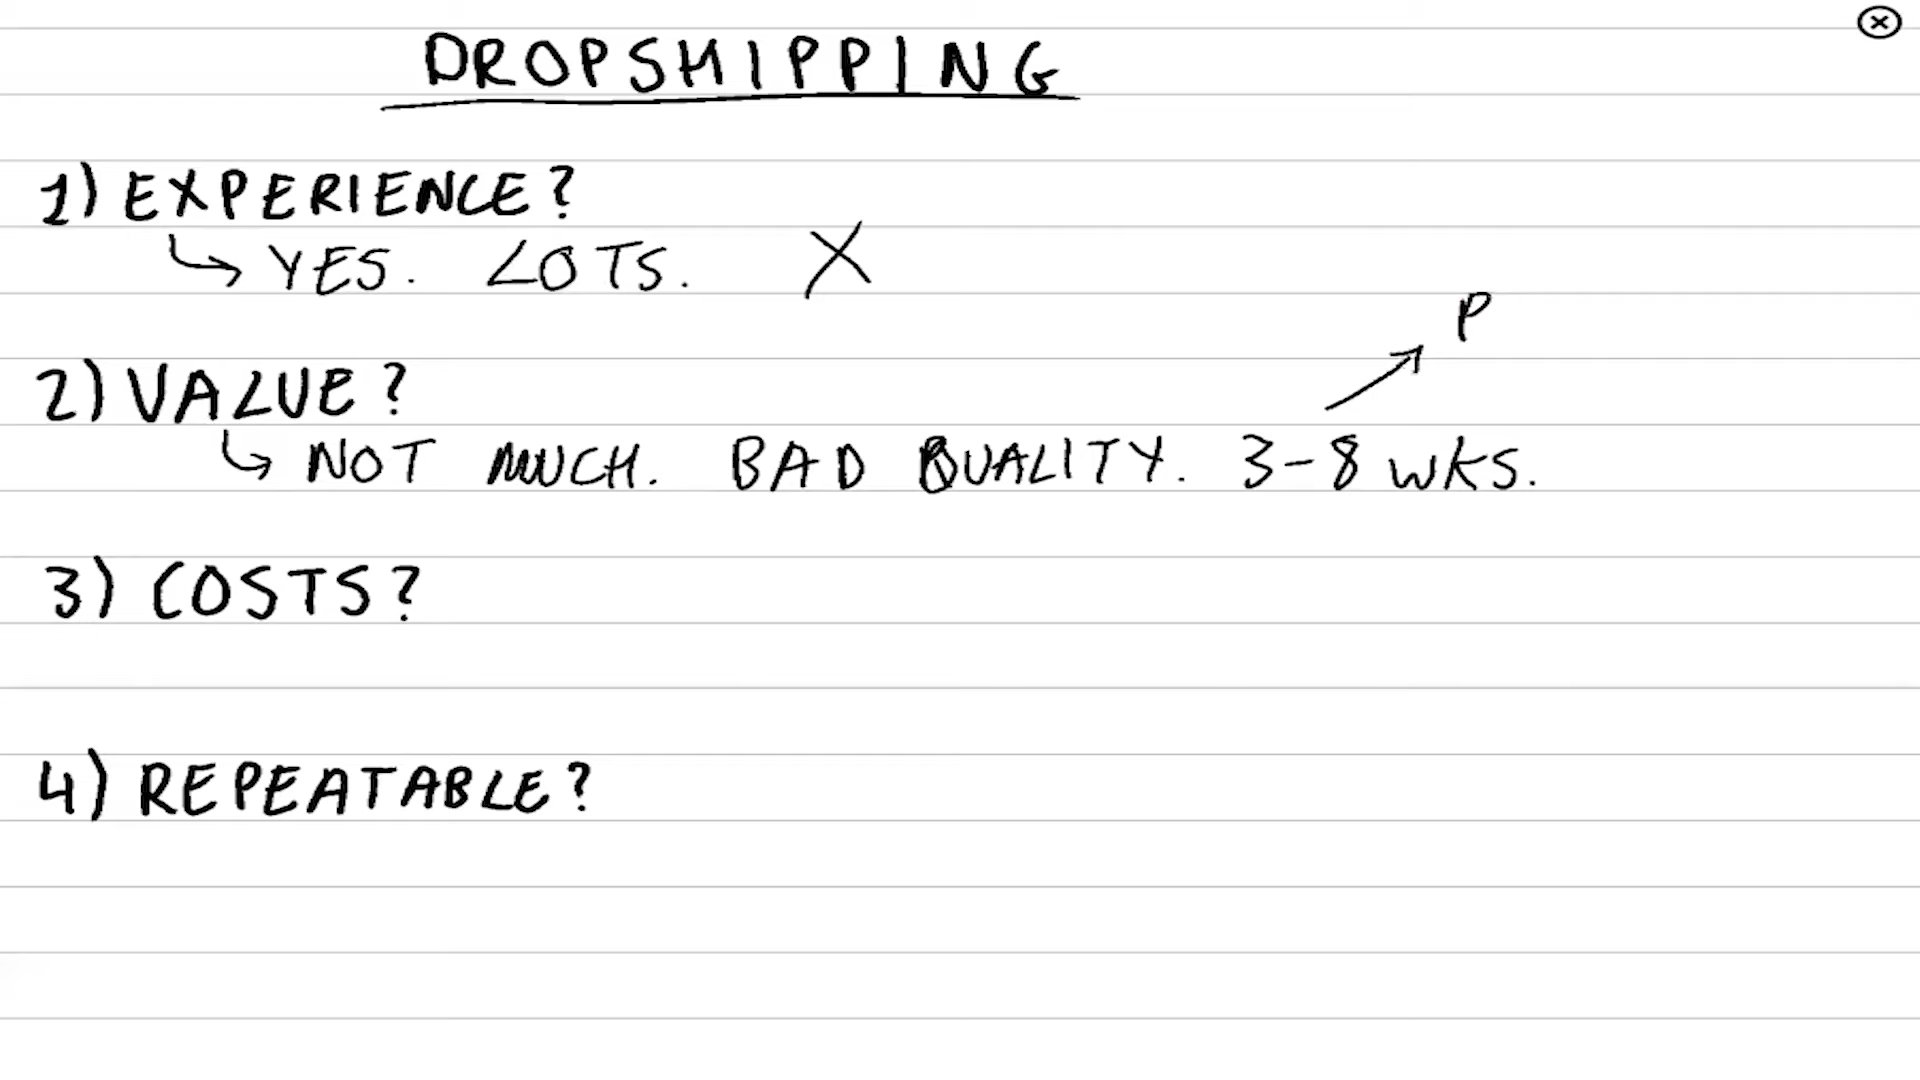 DROPSHIPPING
1) EXPERIENCE?
↳ YES. LOTS. X
P
2) VALUE?
↳ NOT MUCH. BAD QUALITY. 3-8 WKS.
3) COSTS?
4) REPEATABLE?